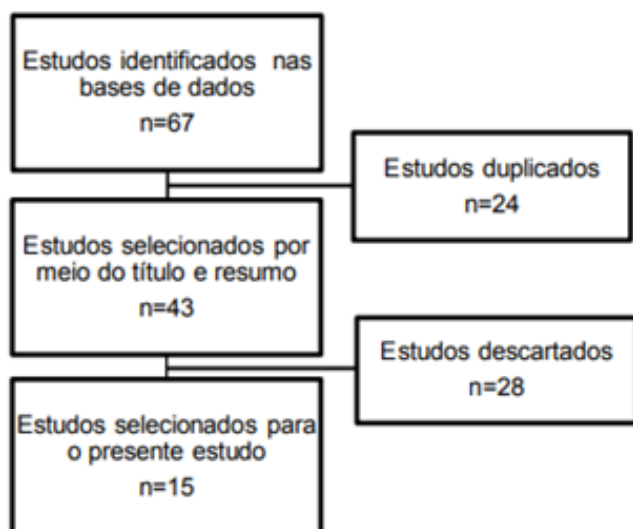 Estudos identificados nas
bases de dados
n=67
Estudos duplicados
n=24
Estudos selecionados por
meio do título e resumo
n=43
Estudos descartados
n=28
Estudos selecionados para
o presente estudo
n=15